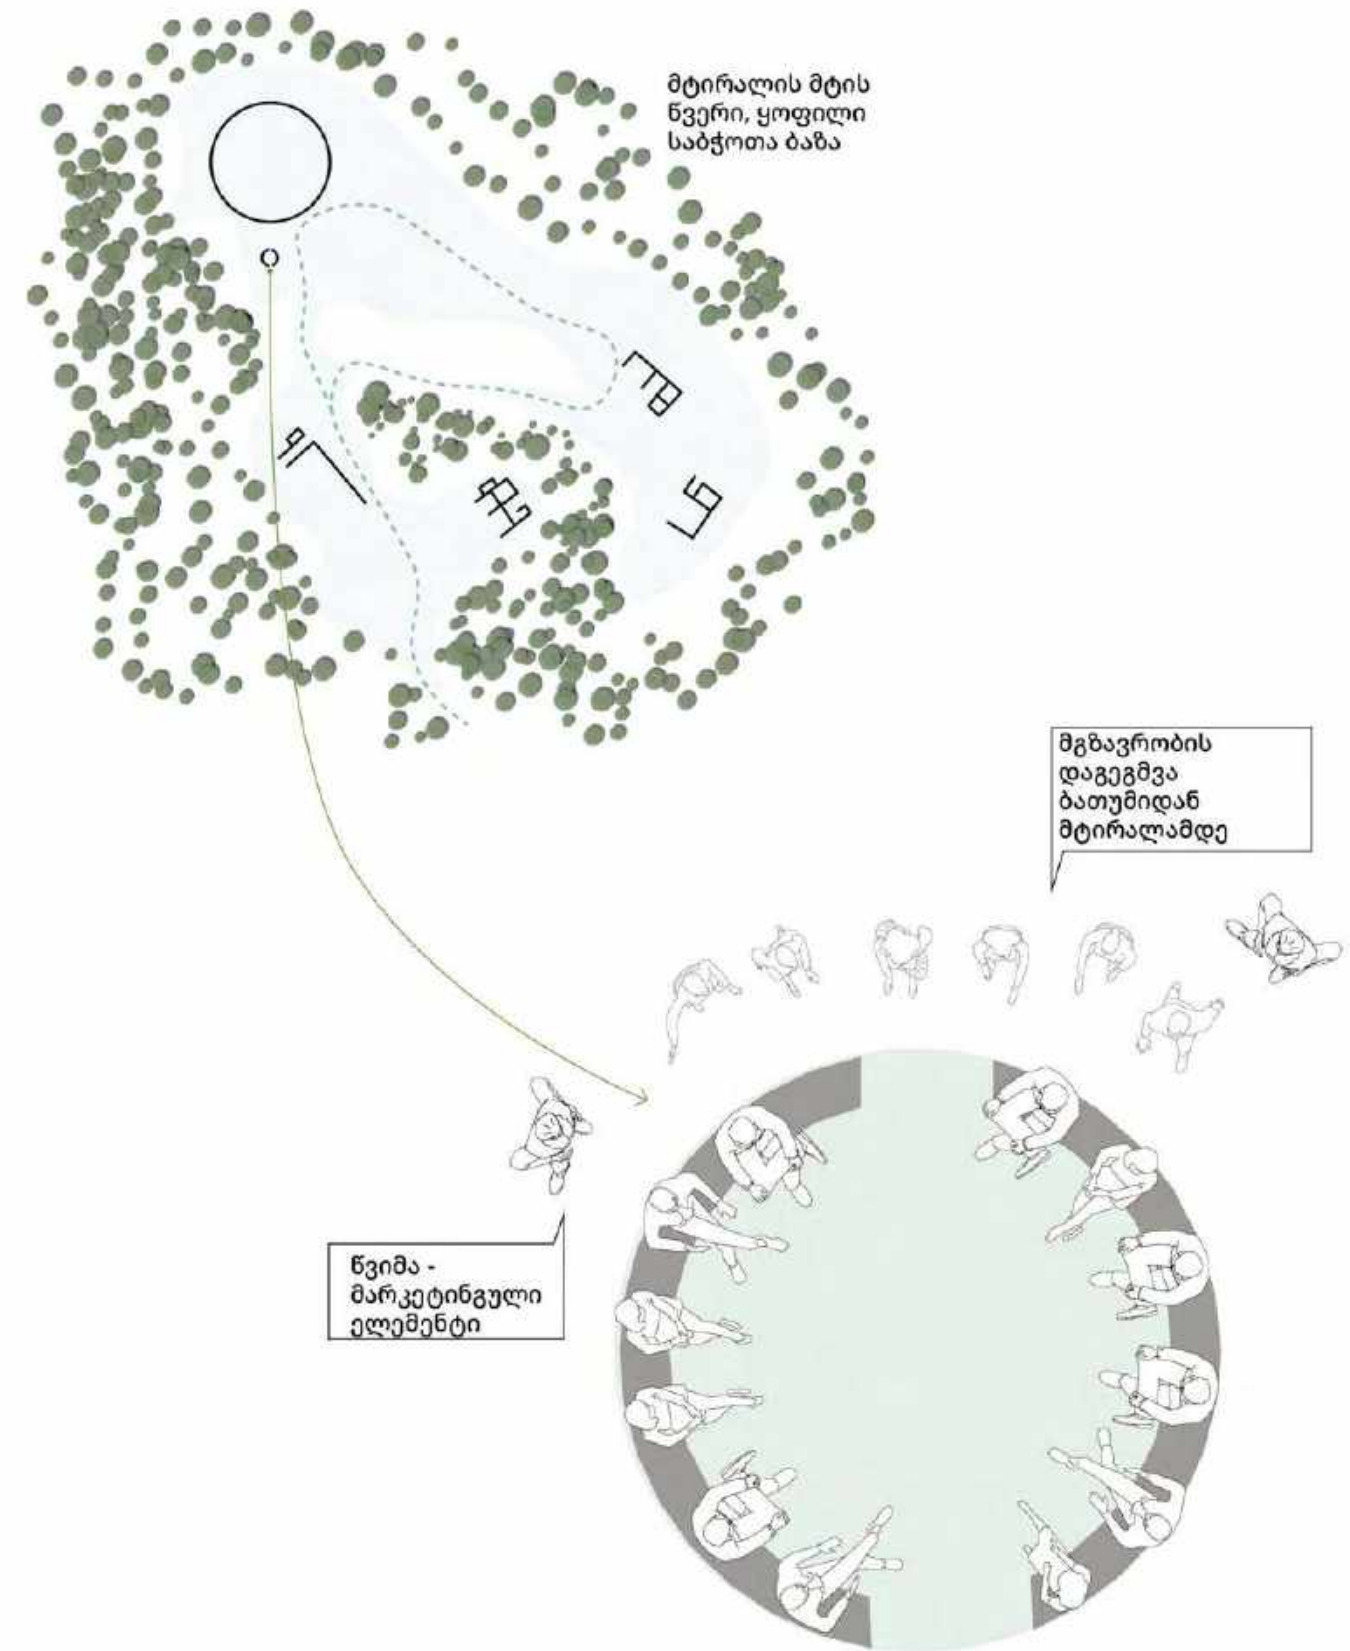 მტირალის მტის
წვერი, ყოფილი
საბჭოთა ბაზა
მგზავრობის
დაგეგმვა
ბათუმიდან
მტირალამდე
წვიმა -
მარკეტინგული
ელემენტი